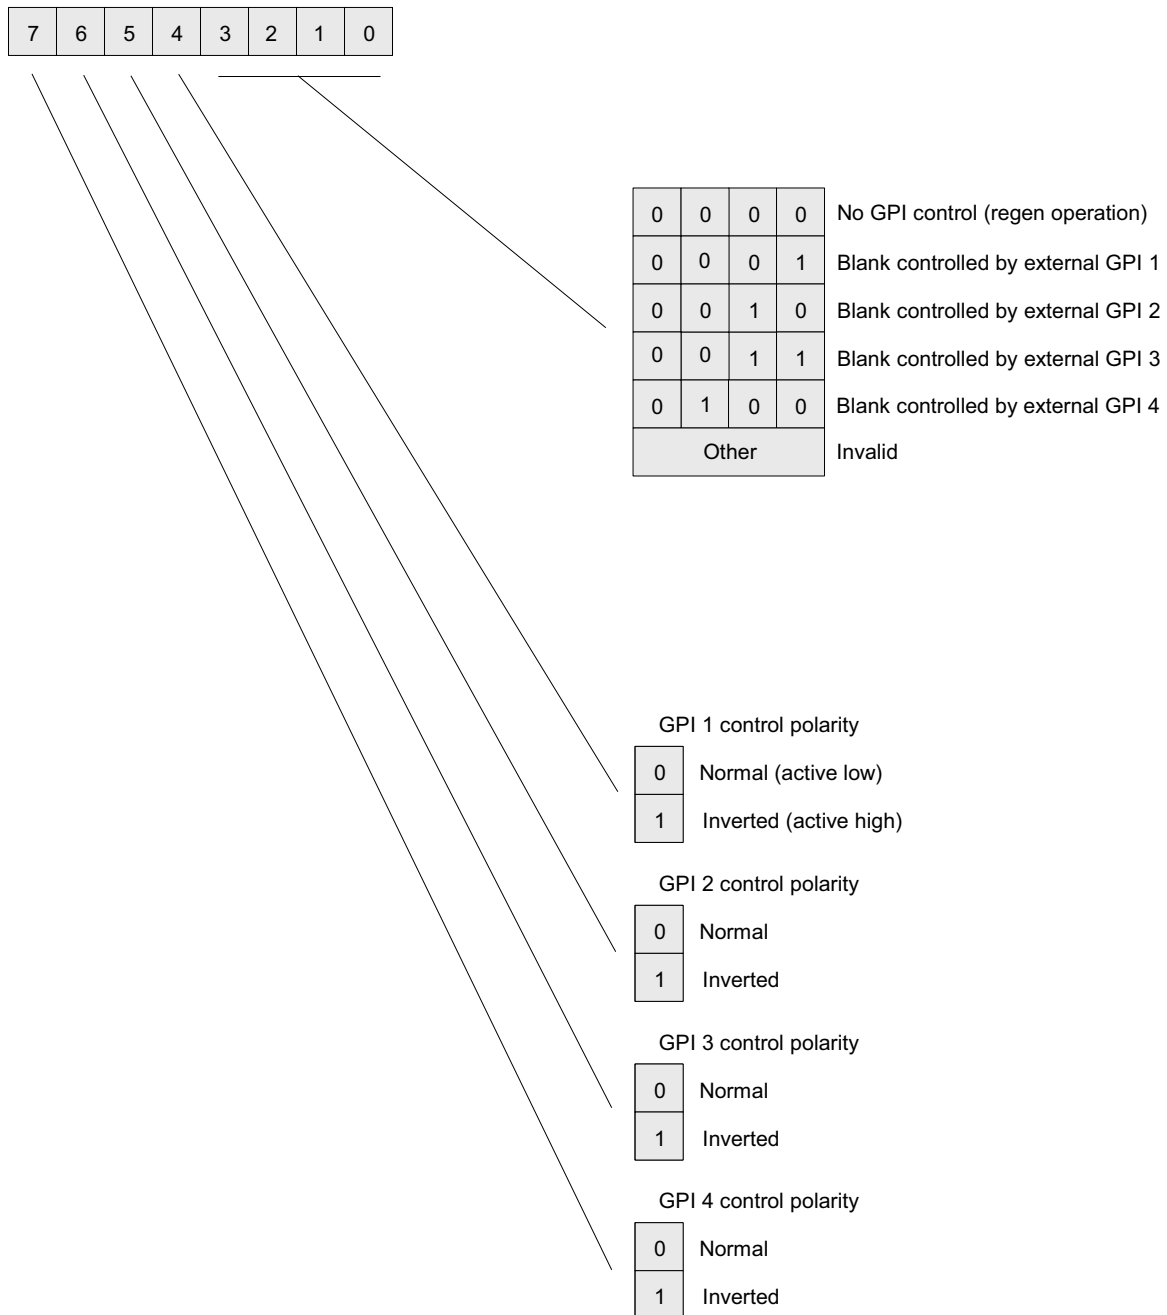 7 6 5 4 3 2 1 0
0 0 0 0 No GPI control (regen operation)
0 0 0 1 Blank controlled by external GPI 1
0 0 1 0 Blank controlled by external GPI 2
0 0 1 1 Blank controlled by external GPI 3
0 1 0 0 Blank controlled by external GPI 4
Other Invalid
GPI 1 control polarity
0 Normal (active low)
1 Inverted (active high)
GPI 2 control polarity
0 Normal
1 Inverted
GPI 3 control polarity
0 Normal
1 Inverted
GPI 4 control polarity
0 Normal
1 Inverted